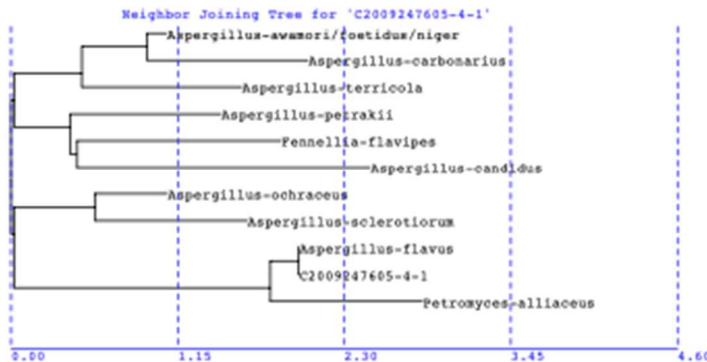 Neighbor Joining Tree for 'C2009247605-4-1'
Aspergillus-awamori/foetidus/niger
Aspergillus-carbonarius
Aspergillus-terricola
Aspergillus-petrakii
Fennellia-flavipes
Aspergillus-candidus
Aspergillus-ochraceus
Aspergillus-sclerotiorum
Aspergillus-flavus
C2009247605-4-1
Petromyces-alliaceus
0.00 1.15 2.30 3.45 4.60